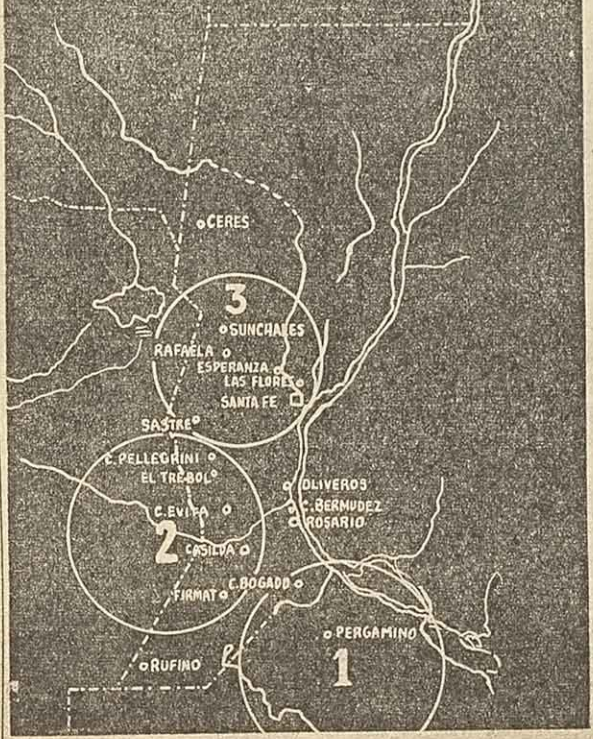 CERES
3
SUNCHALES
RAFAELA
ESPERANZA
LAS FLORES
SANTA FE
SASTRE
C. PELLEGRINI
EL TREBOL
OLIVEROS
C. EVITA
C. BERMUDEZ
ROSARIO
2
CASILDA
C. BOGADO
FIRMAT
PERGAMINO
RUFINO
1